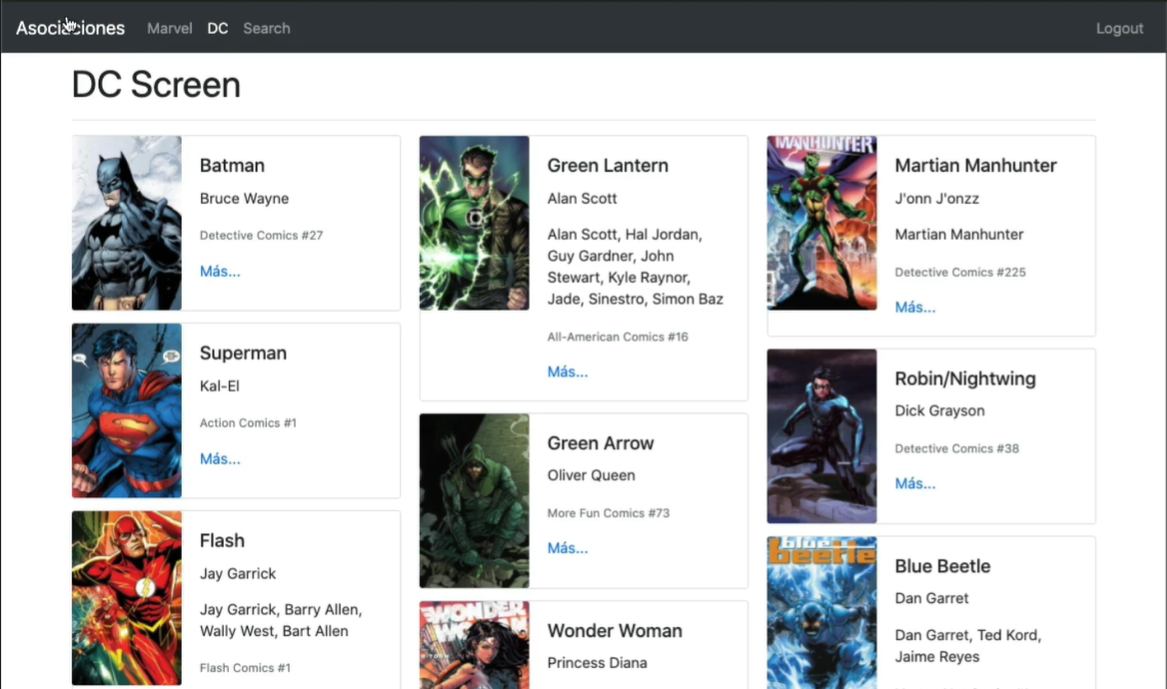 Asociaciones Marvel DC Search Logout
DC Screen
Batman
Bruce Wayne
Detective Comics #27
Más...
Superman
Kal-El
Action Comics #1
Más...
Flash
Jay Garrick
Jay Garrick, Barry Allen,
Wally West, Bart Allen
Flash Comics #1
Green Lantern
Alan Scott
Alan Scott, Hal Jordan,
Guy Gardner, John
Stewart, Kyle Raynor,
Jade, Sinestro, Simon Baz
All-American Comics #16
Más...
Green Arrow
Oliver Queen
More Fun Comics #73
Más...
WONDER
WOMAN
Wonder Woman
Princess Diana
MANHUNTER
Martian Manhunter
J'onn J'onzz
Martian Manhunter
Detective Comics #225
Más...
Robin/Nightwing
Dick Grayson
Detective Comics #38
Más...
blue
beetle
Blue Beetle
Dan Garret
Dan Garret, Ted Kord,
Jaime Reyes